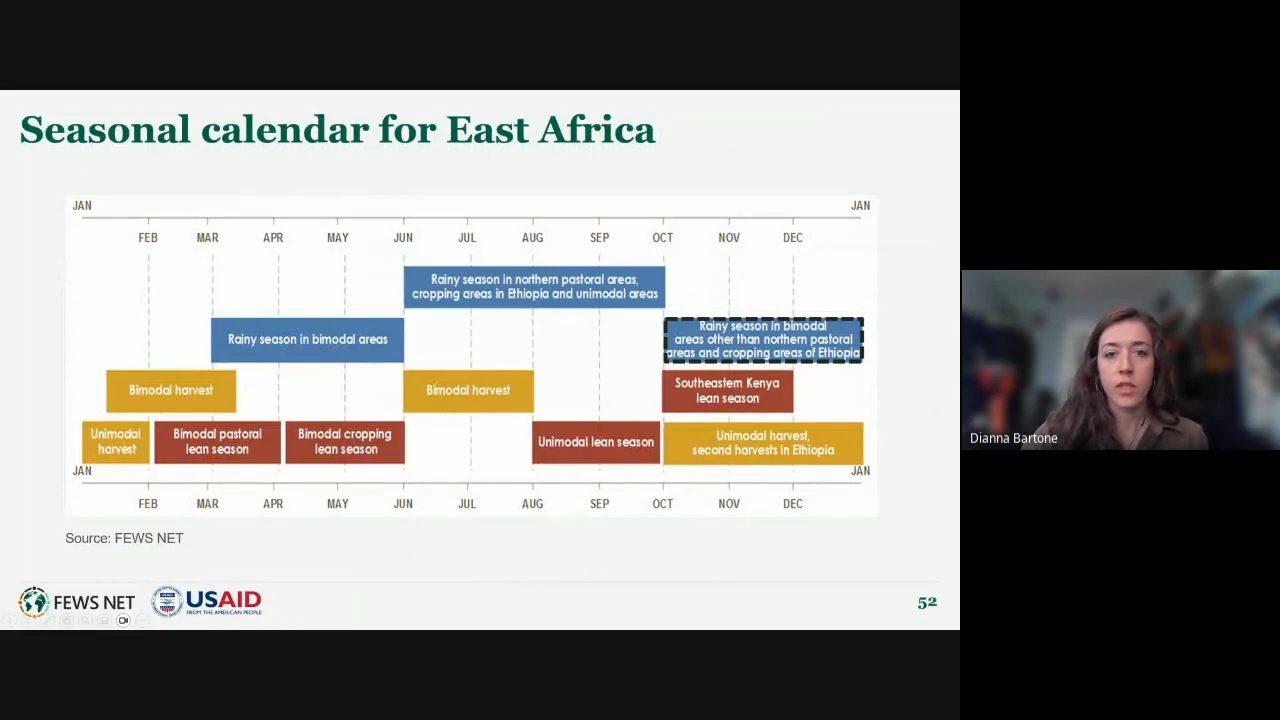 Seasonal calendar for East Africa
JAN
JAN
FEB
MAR
APR
MAY
JUN
JUL
AUG
SEP
OCT
NOV
DEC
Rainy season in northern pastoral areas,
cropping areas in Ethiopia and unimodal areas
Rainy season in bimodal areas
Rainy season in bimodal
areas other than northern pastoral
areas and cropping areas of Ethiopia
Bimodal harvest
Bimodal harvest
Southeastern Kenya
lean season
Unimodal
harvest
Bimodal pastoral
lean season
Bimodal cropping
lean season
Unimodal lean season
Unimodal harvest,
second harvests in Ethiopia
JAN
JAN
FEB
MAR
APR
MAY
JUN
JUL
AUG
SEP
OCT
NOV
DEC
Source: FEWS NET
FEWS NET
USAID
FROM THE AMERICAN PEOPLE
52
Dianna Bartone